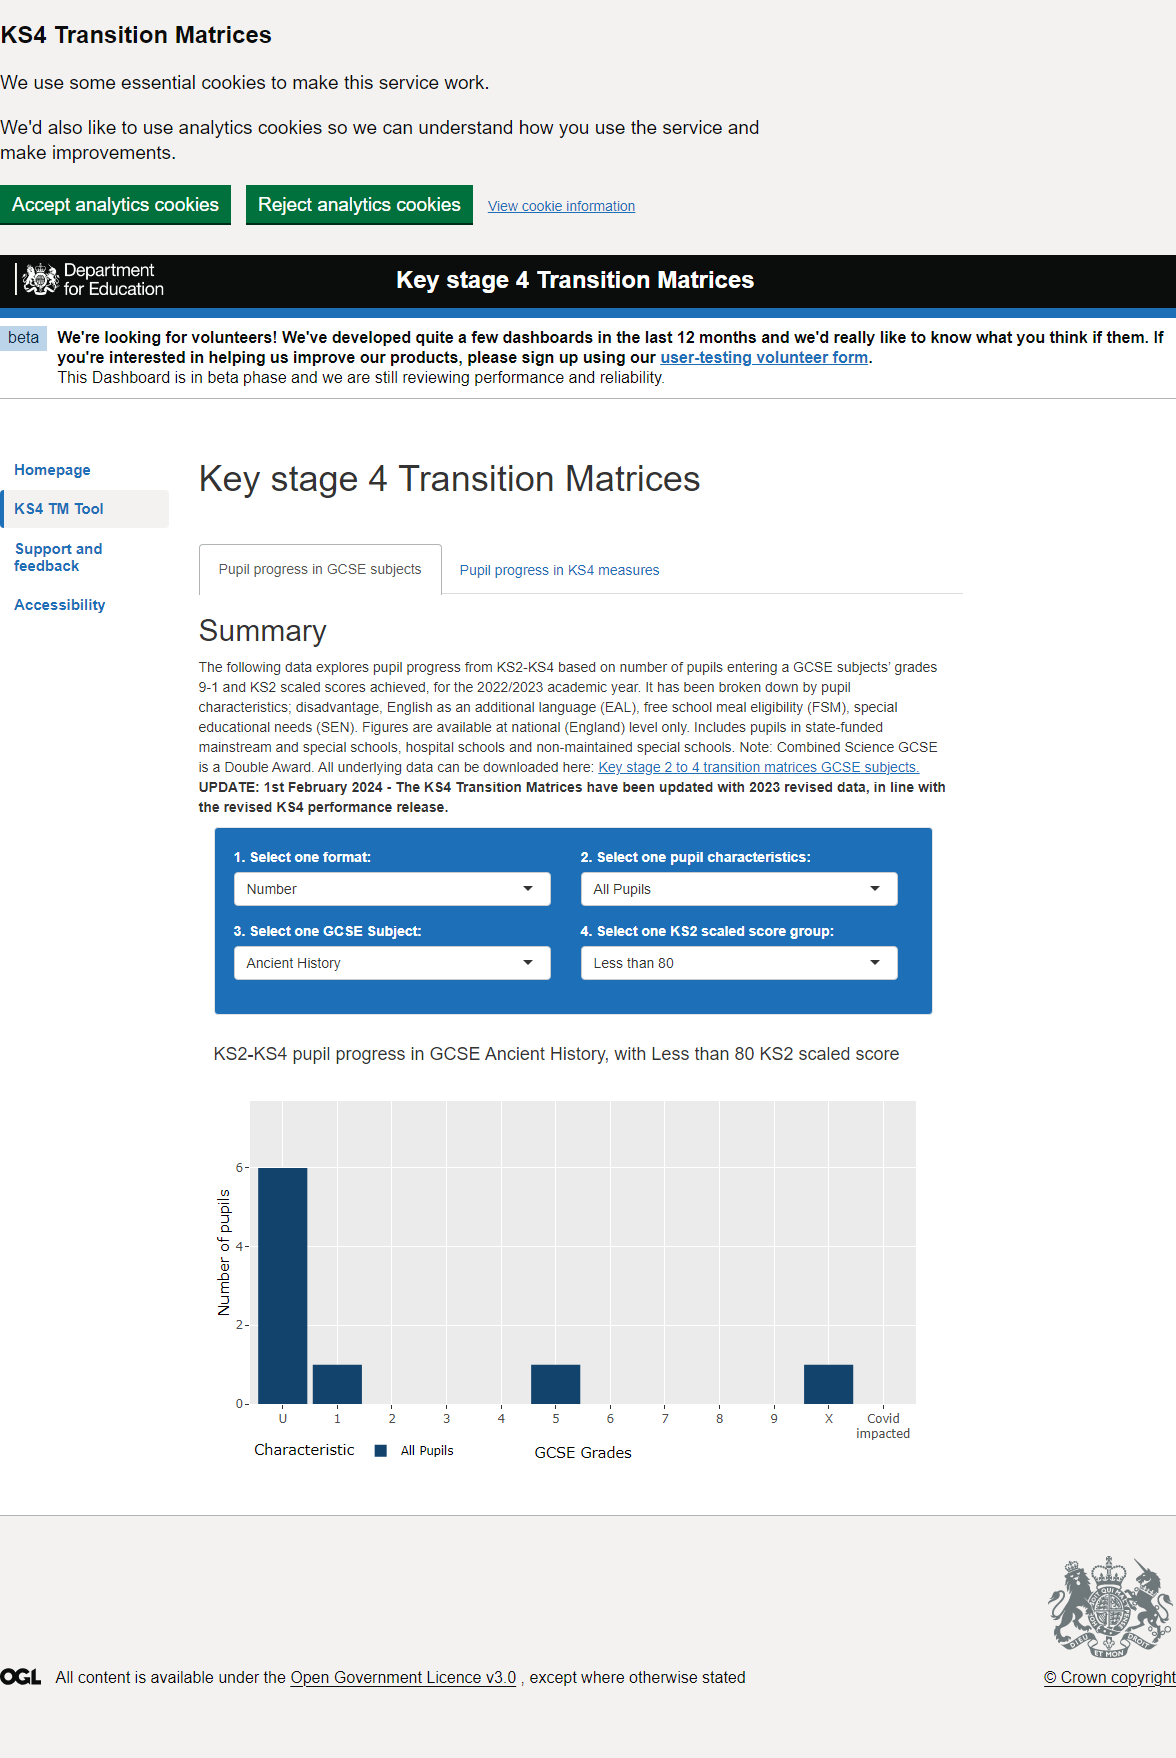 KS4 Transition Matrices
We use some essential cookies to make this service work.
We'd also like to use analytics cookies so we can understand how you use the service and
make improvements.
Accept analytics cookies Reject analytics cookies View cookie information
Department
for Education
Key stage 4 Transition Matrices
beta
We're looking for volunteers! We've developed quite a few dashboards in the last 12 months and we'd really like to know what you think if them. If
you're interested in helping us improve our products, please sign up using our user-testing volunteer form.
This Dashboard is in beta phase and we are still reviewing performance and reliability.
Homepage
KS4 TM Tool
Support and
feedback
Accessibility
Key stage 4 Transition Matrices
Pupil progress in GCSE subjects Pupil progress in KS4 measures
Summary
The following data explores pupil progress from KS2-KS4 based on number of pupils entering a GCSE subjects' grades
9-1 and KS2 scaled scores achieved, for the 2022/2023 academic year. It has been broken down by pupil
characteristics; disadvantage, English as an additional language (EAL), free school meal eligibility (FSM), special
educational needs (SEN). Figures are available at national (England) level only. Includes pupils in state-funded
mainstream and special schools, hospital schools and non-maintained special schools. Note: Combined Science GCSE
is a Double Award. All underlying data can be downloaded here: Key stage 2 to 4 transition matrices GCSE subjects.
UPDATE: 1st February 2024 - The KS4 Transition Matrices have been updated with 2023 revised data, in line with
the revised KS4 performance release.
1. Select one format: 2. Select one pupil characteristics:
Number All Pupils
3. Select one GCSE Subject: 4. Select one KS2 scaled score group:
Ancient History Less than 80
KS2-KS4 pupil progress in GCSE Ancient History, with Less than 80 KS2 scaled score
Number of pupils
6
4
2
0
U 1 2 3 4 5 6 7 8 9 X Covid
impacted
Characteristic All Pupils GCSE Grades
OGL All content is available under the Open Government Licence v3.0 , except where otherwise stated
© Crown copyright